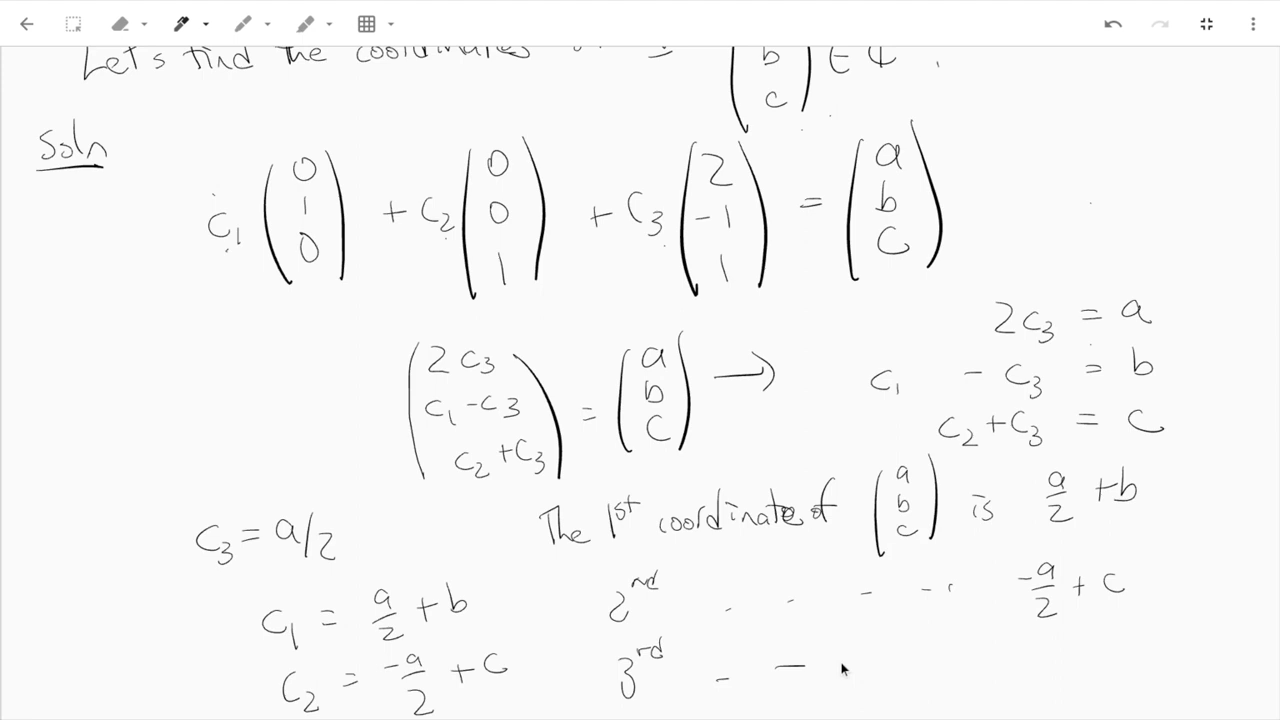 Let's find the coordinates
b ∈ ₵
c
Soln
c₁ (0 1 0) + c₂ (0 0 1) + c₃ (2 -1 1) = (a b c)
(2c₃ c₁-c₃ c₂+c₃) = (a b c) →
2c₃ = a
c₁ - c₃ = b
c₂+c₃ = c
The 1st coordinate of (a b c) is a/2 + b
c₃ = a/2
c₁ = a/2 + b
2nd - - - - · -a/2 + c
c₂ = -a/2 + c
3rd - —